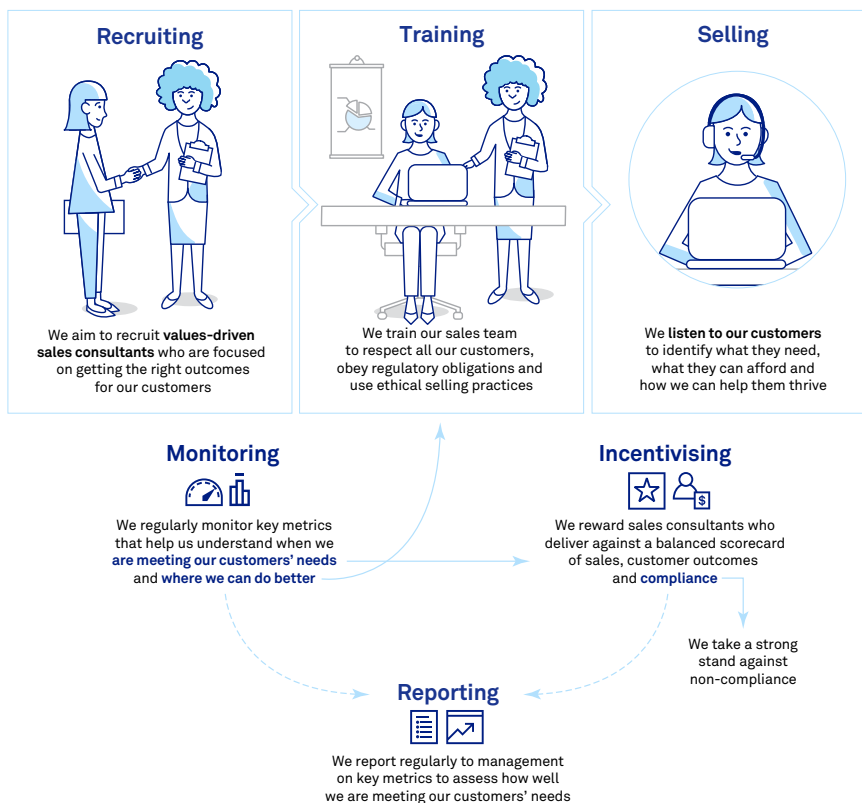 Recruiting
We aim to recruit values-driven
sales consultants who are focused
on getting the right outcomes
for our customers
Training
We train our sales team
to respect all our customers,
obey regulatory obligations and
use ethical selling practices
Selling
We listen to our customers
to identify what they need,
what they can afford and
how we can help them thrive
Monitoring
We regularly monitor key metrics
that help us understand when we
are meeting our customers' needs
and where we can do better
Incentivising
$
We reward sales consultants who
deliver against a balanced scorecard
of sales, customer outcomes
and compliance
We take a strong
stand against
non-compliance
Reporting
We report regularly to management
on key metrics to assess how well
we are meeting our customers' needs